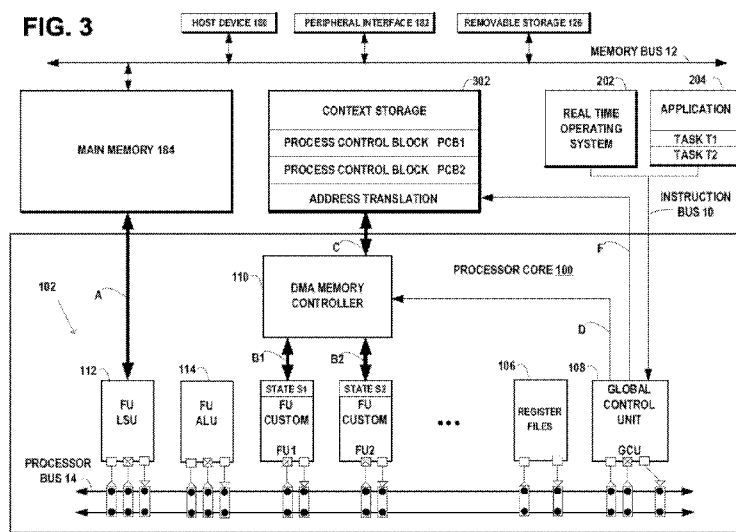 FIG. 3
HOST DEVICE 180
PERIPHERAL INTERFACE 182
REMOVABLE STORAGE 126
MEMORY BUS 12
302
202
204
MAIN MEMORY 184
CONTEXT STORAGE
PROCESS CONTROL BLOCK PCB1
PROCESS CONTROL BLOCK PCB2
ADDRESS TRANSLATION
REAL TIME
OPERATING
SYSTEM
APPLICATION
TASK T1
TASK T2
INSTRUCTION
BUS 10
A
C
F
110
DMA MEMORY
CONTROLLER
PROCESSOR CORE 100
102
D
B1
B2
112
FU
LSU
114
FU
ALU
STATE S1
FU
CUSTOM
FU1
STATE S2
FU
CUSTOM
FU2
...
106
REGISTER
FILES
108
GLOBAL
CONTROL
UNIT
GCU
PROCESSOR
BUS 14